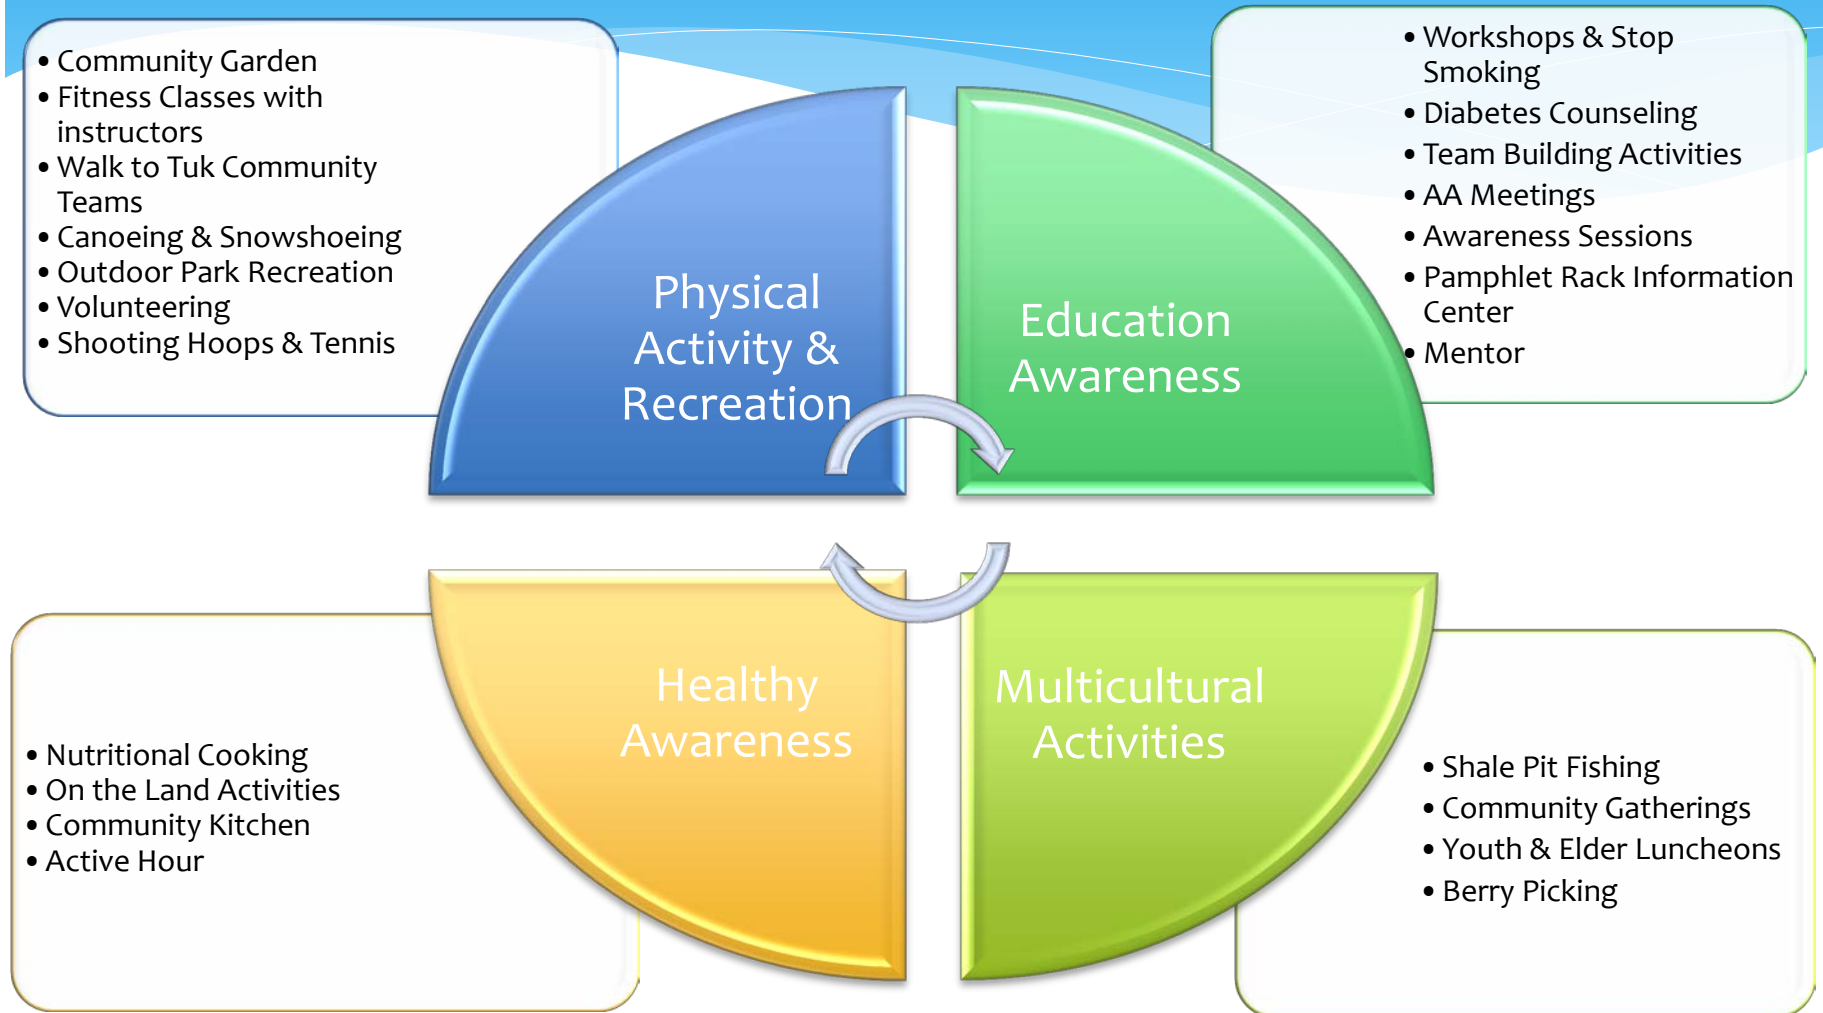 • Community Garden
• Fitness Classes with
instructors
• Walk to Tuk Community
Teams
• Canoeing & Snowshoeing
• Outdoor Park Recreation
• Volunteering
• Shooting Hoops & Tennis
Physical
Activity &
Recreation
Education
Awareness
• Workshops & Stop
Smoking
• Diabetes Counseling
• Team Building Activities
• AA Meetings
• Awareness Sessions
• Pamphlet Rack Information
Center
• Mentor
• Nutritional Cooking
• On the Land Activities
• Community Kitchen
• Active Hour
Healthy
Awareness
Multicultural
Activities
• Shale Pit Fishing
• Community Gatherings
• Youth & Elder Luncheons
• Berry Picking